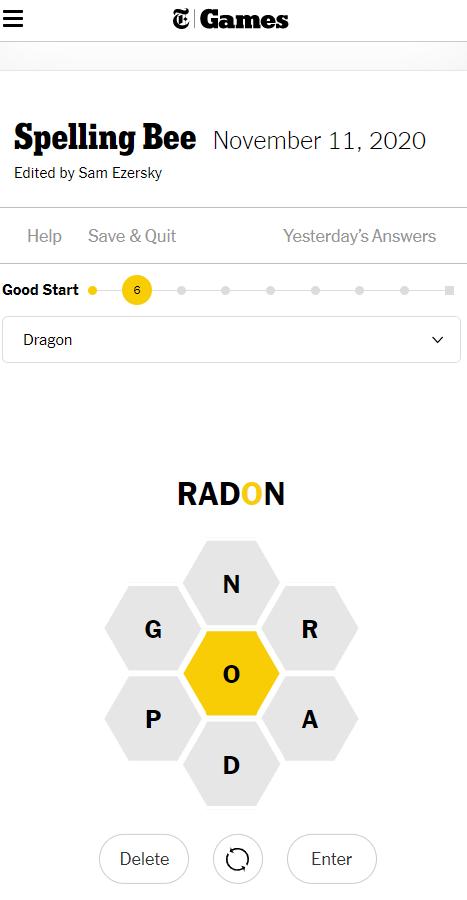 T Games
Spelling Bee November 11, 2020
Edited by Sam Ezersky
Help Save & Quit Yesterday's Answers
Good Start 6
Dragon
RADON
N
G R
O
P A
D
Delete Enter